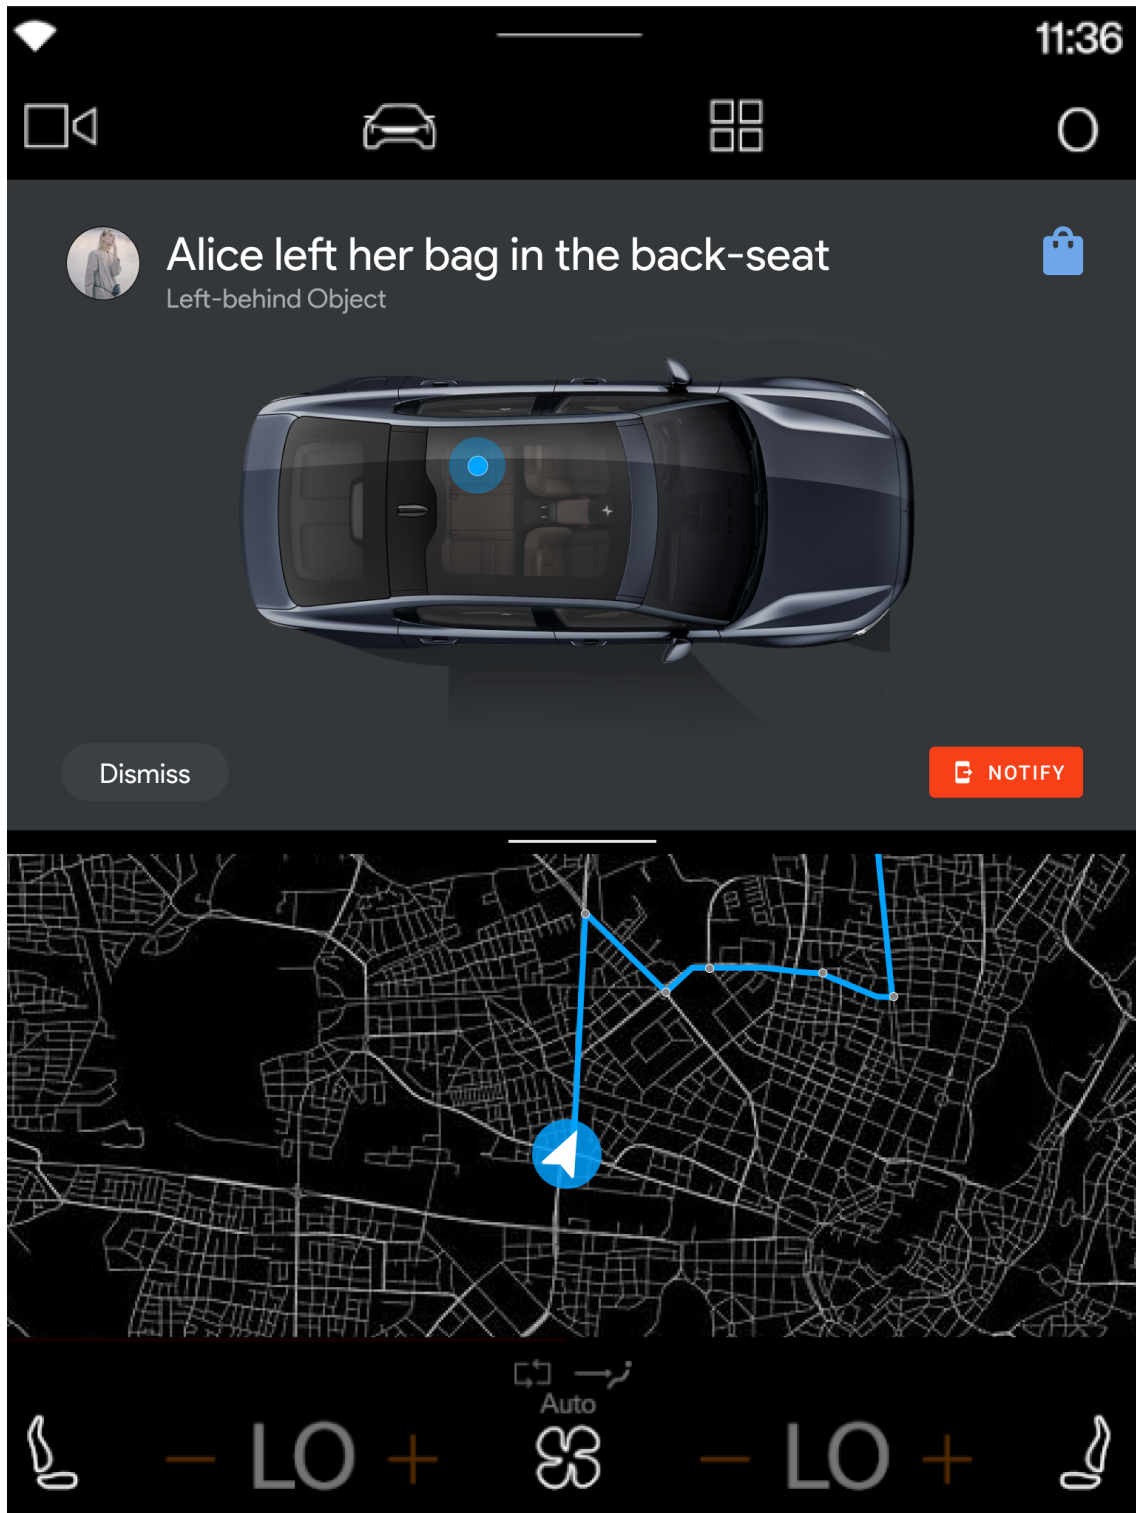 11:36
Alice left her bag in the back-seat
Left-behind Object
Dismiss
NOTIFY
Auto
LO
LO